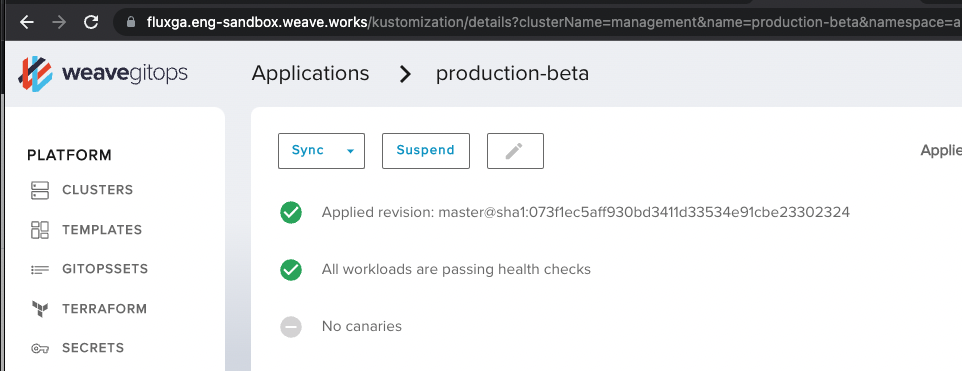 fluxga.eng-sandbox.weave.works/kustomization/details?clusterName=management&name=production-beta&namespace=a
weavegitops
Applications > production-beta
PLATFORM
CLUSTERS
TEMPLATES
GITOPSSETS
TERRAFORM
SECRETS
Sync
Suspend
Applie
Applied revision: master@sha1:073f1ec5aff930bd3411d33534e91cbe23302324
All workloads are passing health checks
No canaries